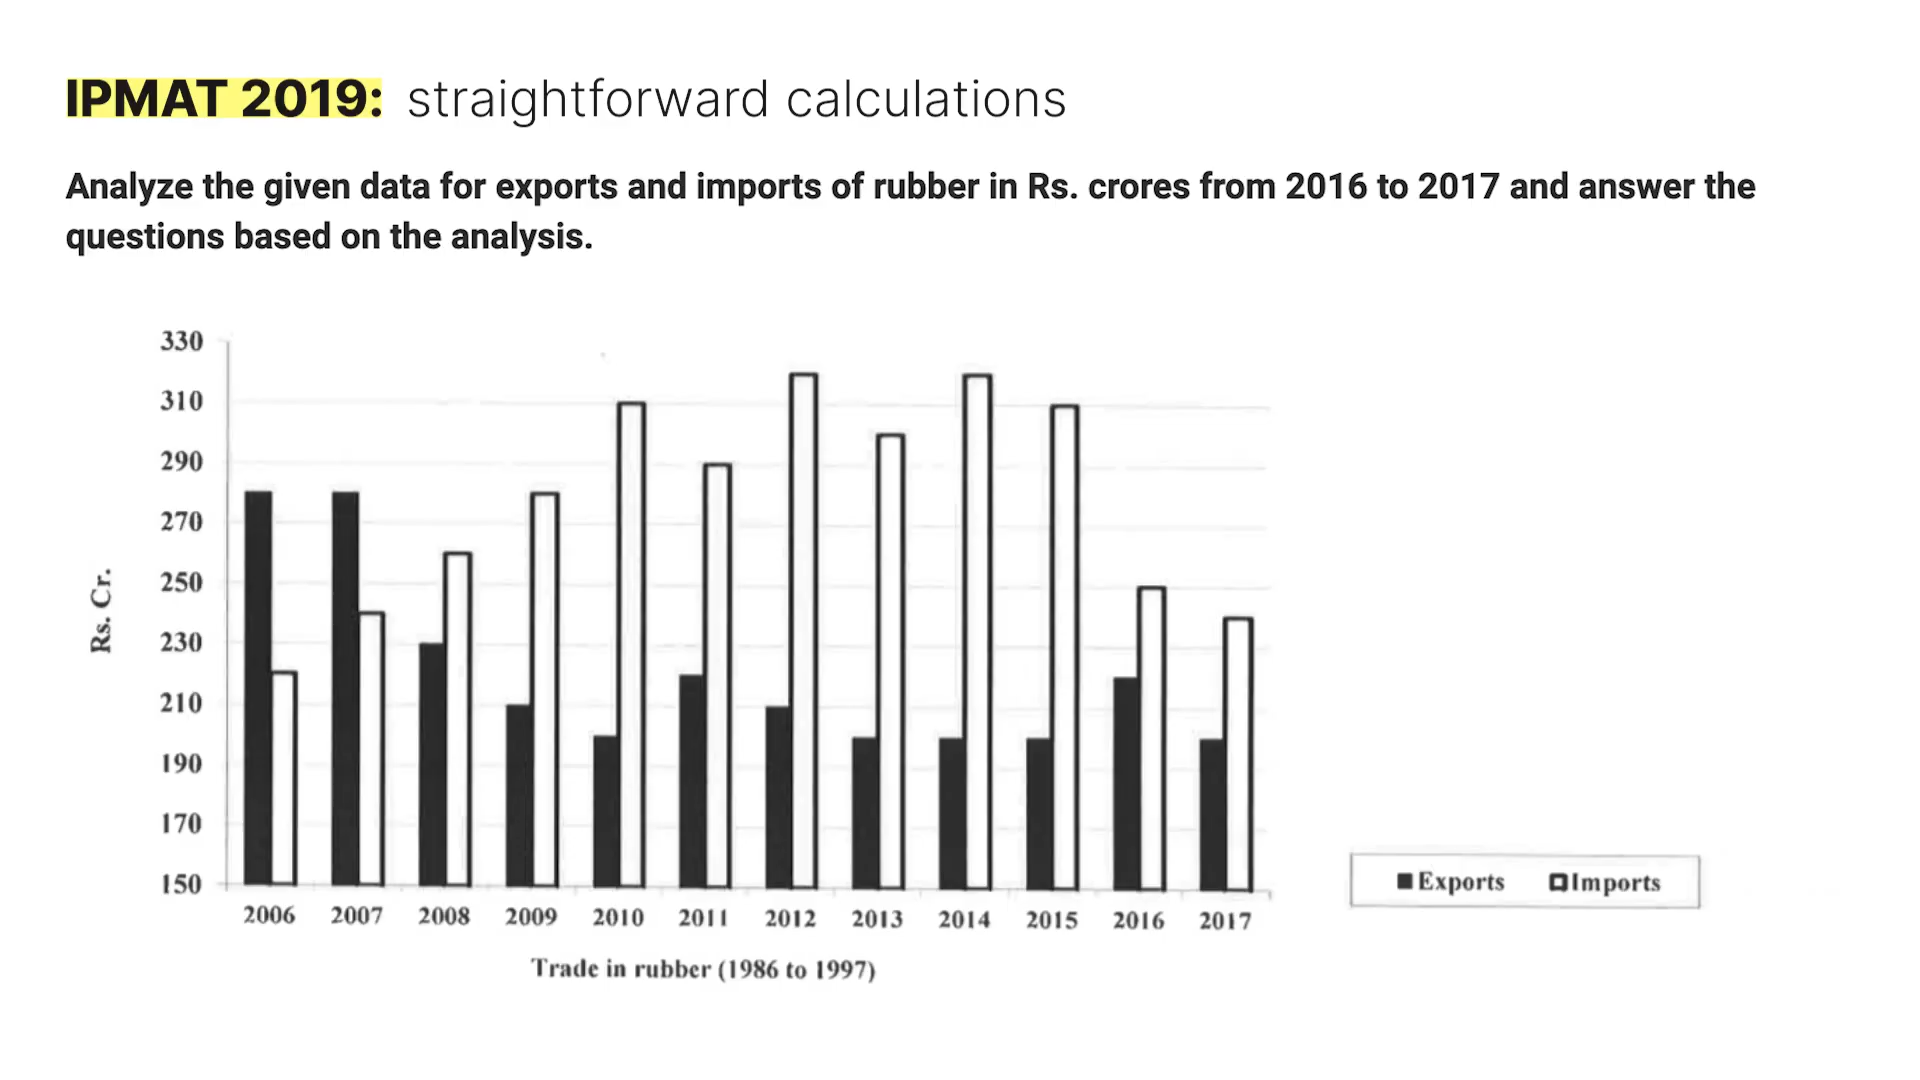 IPMAT 2019: straightforward calculations
Analyze the given data for exports and imports of rubber in Rs. crores from 2016 to 2017 and answer the
questions based on the analysis.
330
310
290
270
250
230
210
190
170
150
Rs. Cr.
2006 2007 2008 2009 2010 2011 2012 2013 2014 2015 2016 2017
Trade in rubber (1986 to 1997)
Exports Imports